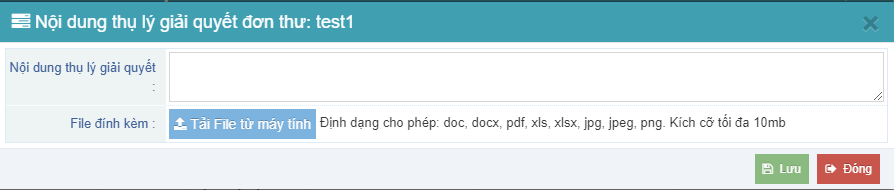 Nội dung thụ lý giải quyết đơn thư: test1
Nội dung thụ lý giải quyết
:
File đính kèm :
Tải File từ máy tính Định dạng cho phép: doc, docx, pdf, xls, xlsx, jpg, jpeg, png. Kích cỡ tối đa 10mb
Lưu
Đóng